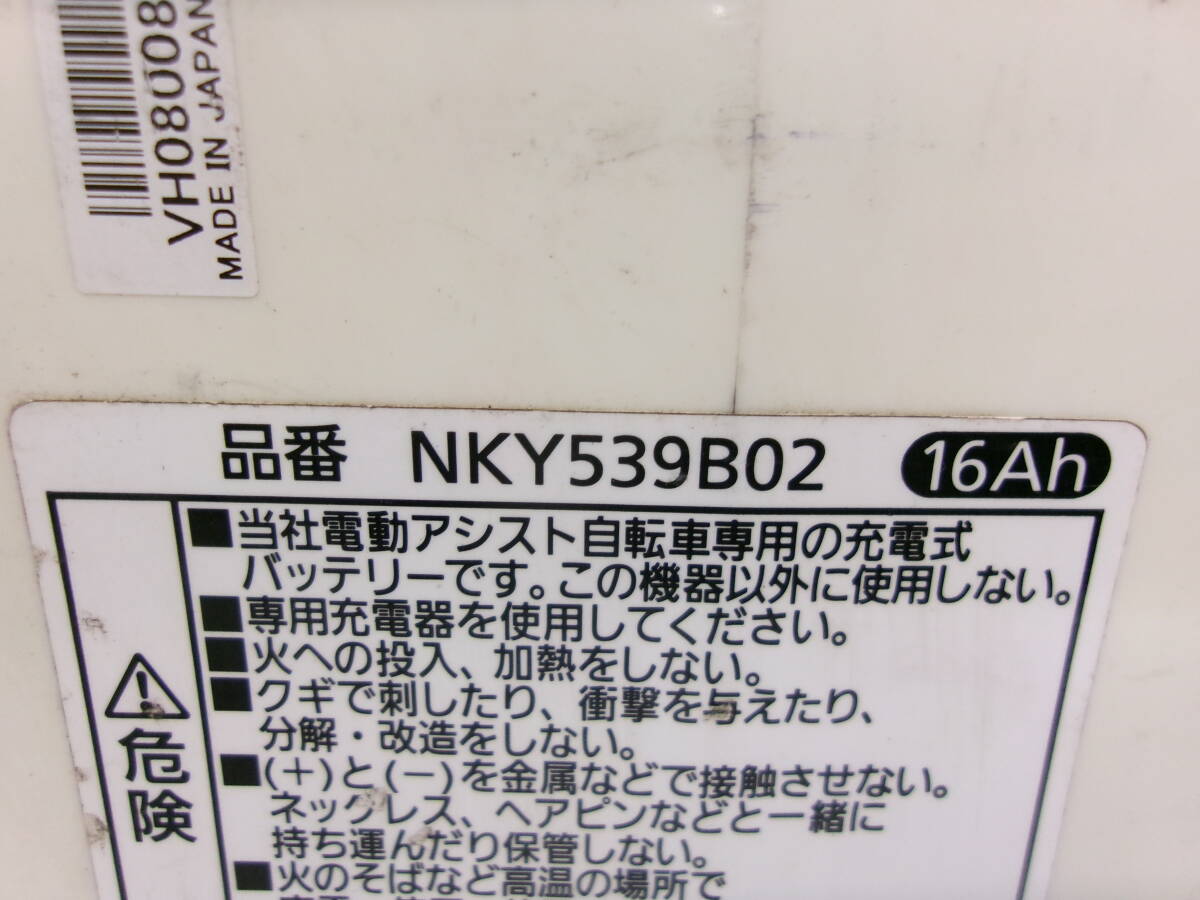 VH08008
MADE IN JAPAN
品番 NKY539B02 16Ah
■当社電動アシスト自転車専用の充電式
バッテリーです。この機器以外に使用しない。
■専用充電器を使用してください。
■火への投入、加熱をしない。
■クギで刺したり、衝撃を与えたり、
分解・改造をしない。
■(+)と(−)を金属などで接触させない。
ネックレス、ヘアピンなどと一緒に
持ち運んだり保管しない。
■火のそばなど高温の場所で
危険